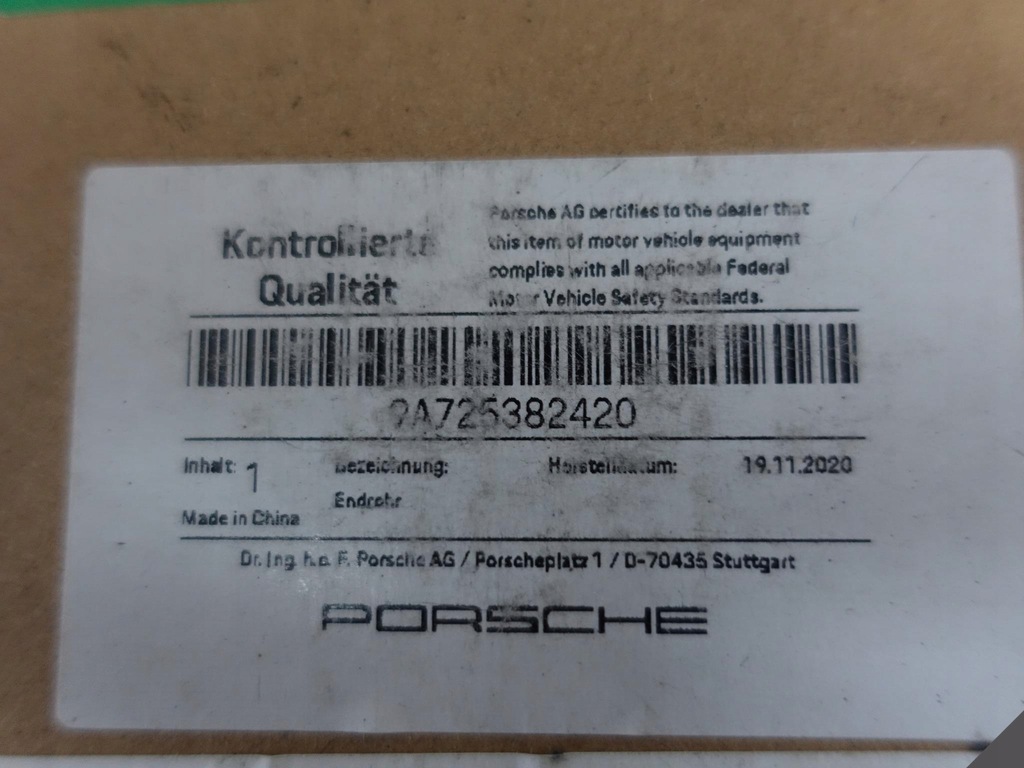 Kontrollierte
Qualität
Porsche AG certifies to the dealer that
this item of motor vehicle equipment
complies with all applicable Federal
Motor Vehicle Safety Standards.
9A725382420
Inhalt: 1
Bezeichnung:
Herstelldatum:
19.11.2020
Endrohr
Made in China
Dr. Ing. h.c. F. Porsche AG / Porscheplatz 1 / D-70435 Stuttgart
PORSCHE